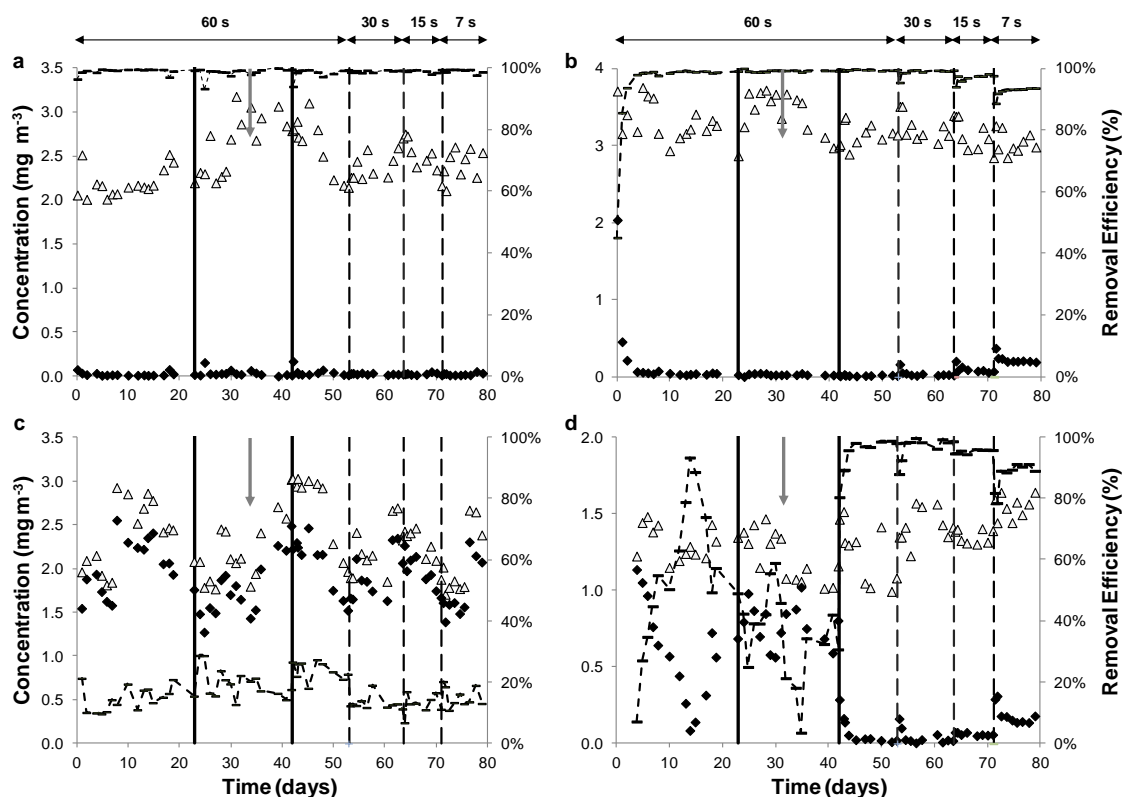 60 s 30 s 15 s 7 s 60 s 30 s 15 s 7 s
a b
3.5 100% 4 100%
3.0 80% 80%
2.5 3
2.0 60% 60%
1.5 2
1.0 40% 40%
0.5 20% 1 20%
0.0 0% 0 0%
0 10 20 30 40 50 60 70 80 0 10 20 30 40 50 60 70 80
Concentration (mg m-3) Removal Efficiency (%)
c d
3.5 100% 2.0 100%
3.0 80% 80%
2.5 1.5
2.0 60% 60%
1.5 1.0
1.0 40% 40%
0.5 20% 0.5 20%
0.0 0% 0.0 0%
0 10 20 30 40 50 60 70 80 0 10 20 30 40 50 60 70 80
Concentration (mg m-3) Removal Efficiency (%)
Time (days) Time (days)